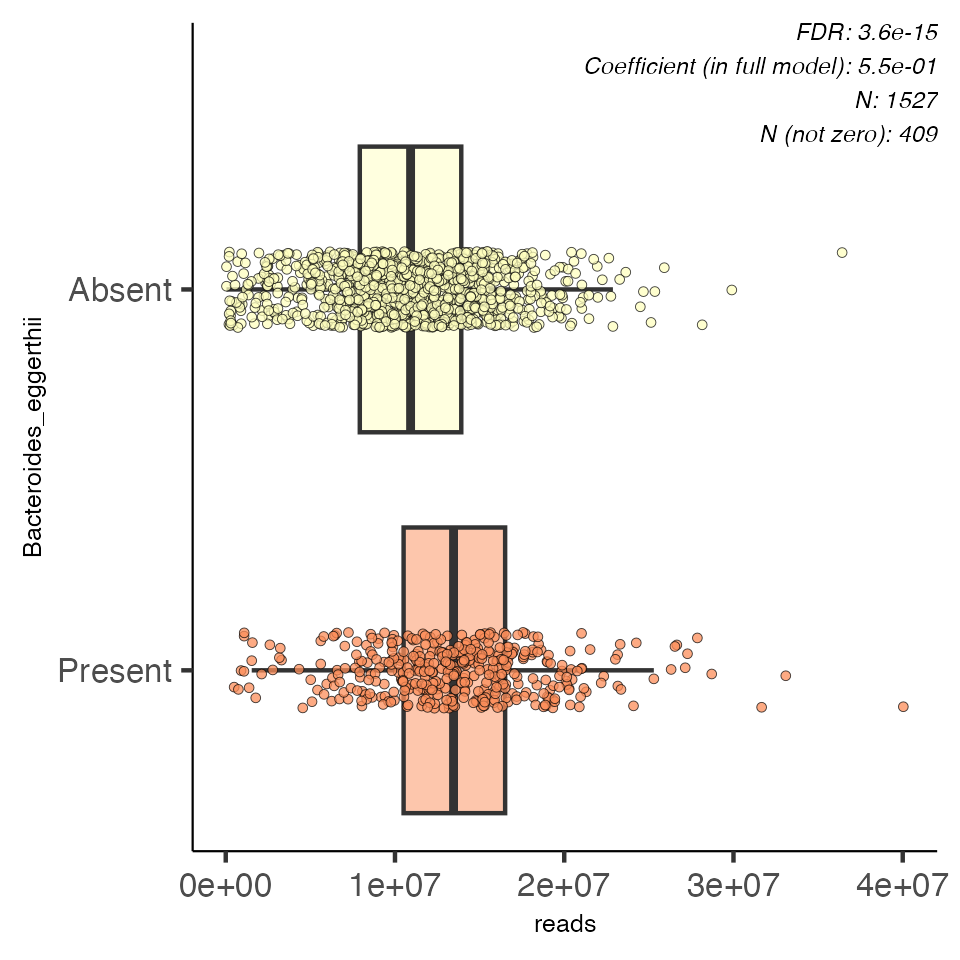 FDR: 3.6e-15
Coefficient (in full model): 5.5e-01
N: 1527
N (not zero): 409
Absent
Bacteroides_eggerthii
Present
0e+00 1e+07 2e+07 3e+07 4e+07
reads